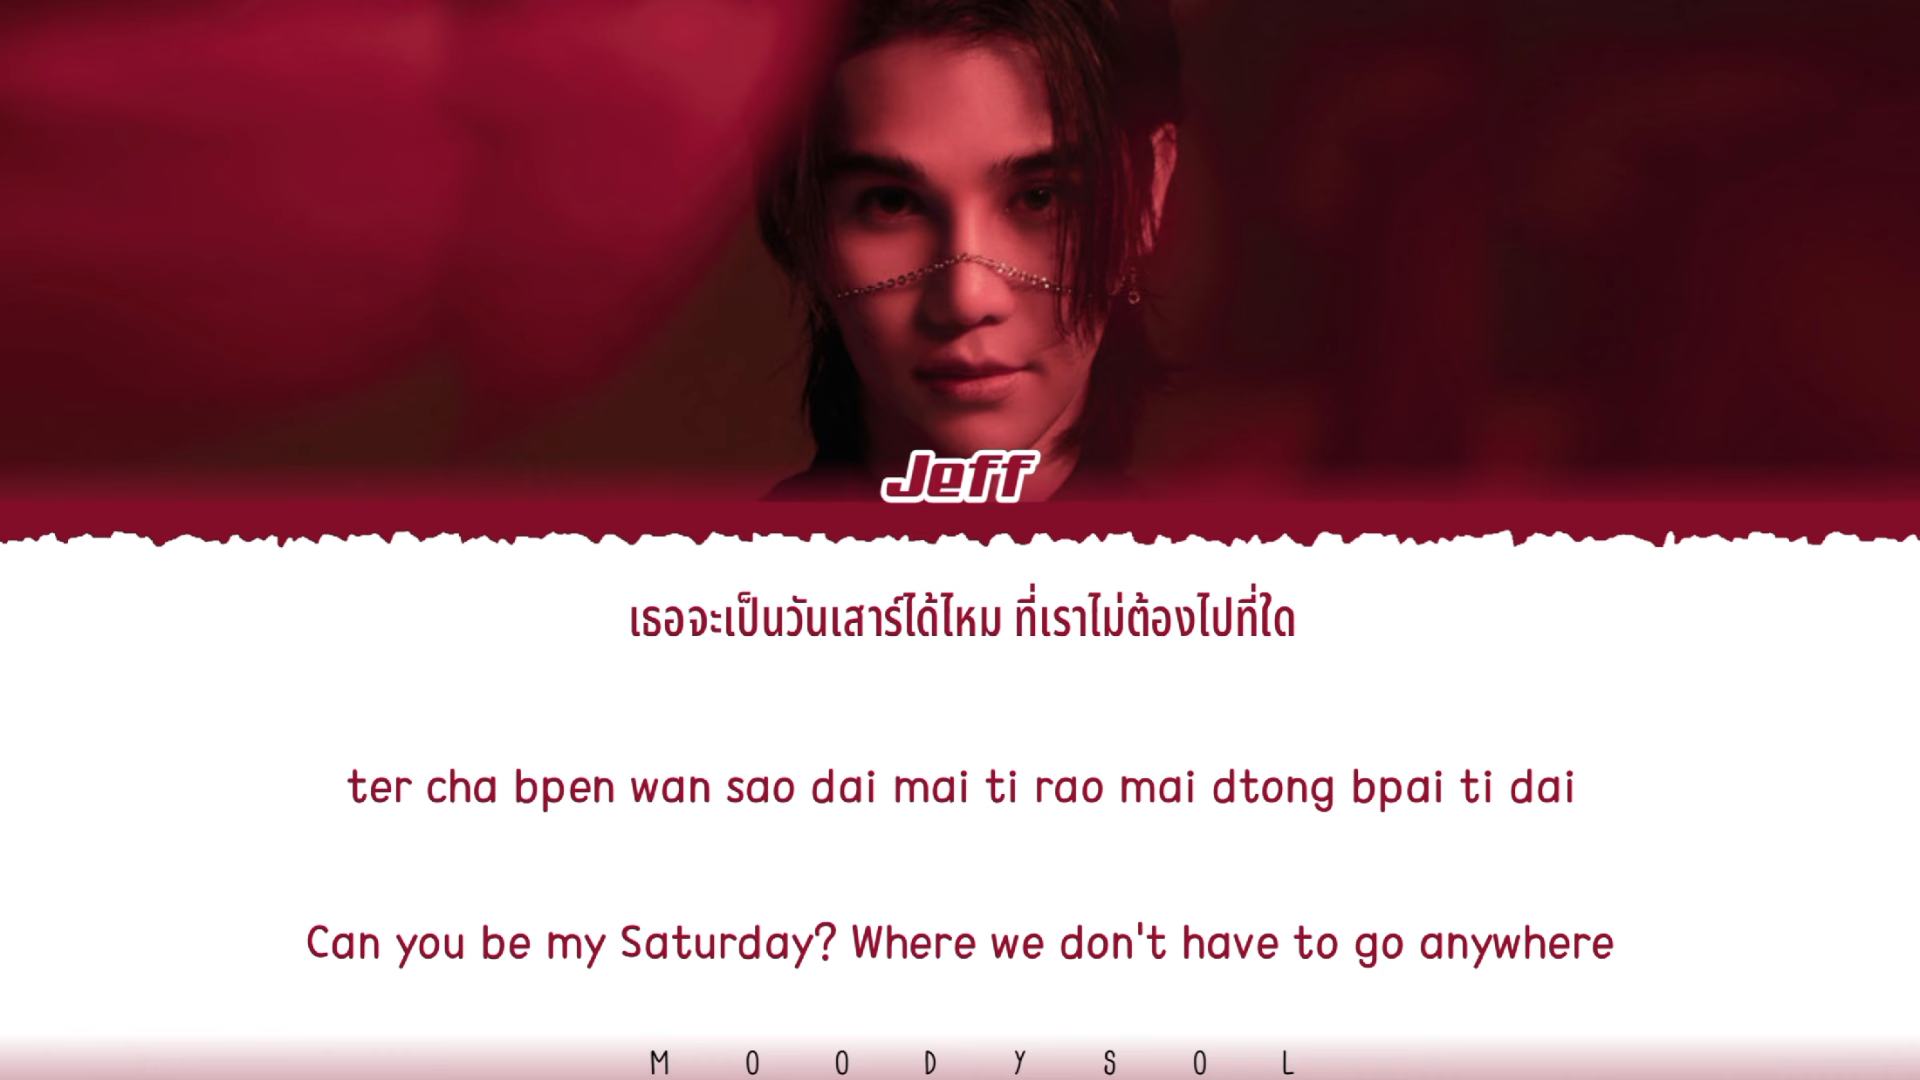 Jeff
เธอจะเป็นวันเสาร์ได้ไหม ที่เราไม่ต้องไปที่ใด
ter cha bpen wan sao dai mai ti rao mai dtong bpai ti dai
Can you be my Saturday? Where we don't have to go anywhere
M O O D Y S O L